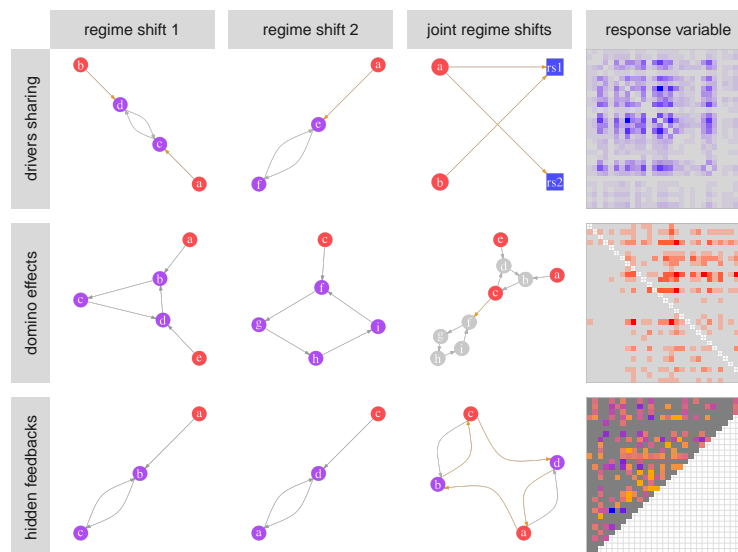 regime shift 1
regime shift 2
joint regime shifts
response variable
drivers sharing
b
d
c
a
a
e
f
a
b
rs1
rs2
domino effects
a
b
c
d
e
c
f
g
i
h
e
d
b
a
c
f
g
i
h
hidden feedbacks
a
b
c
c
d
a
c
b
d
a